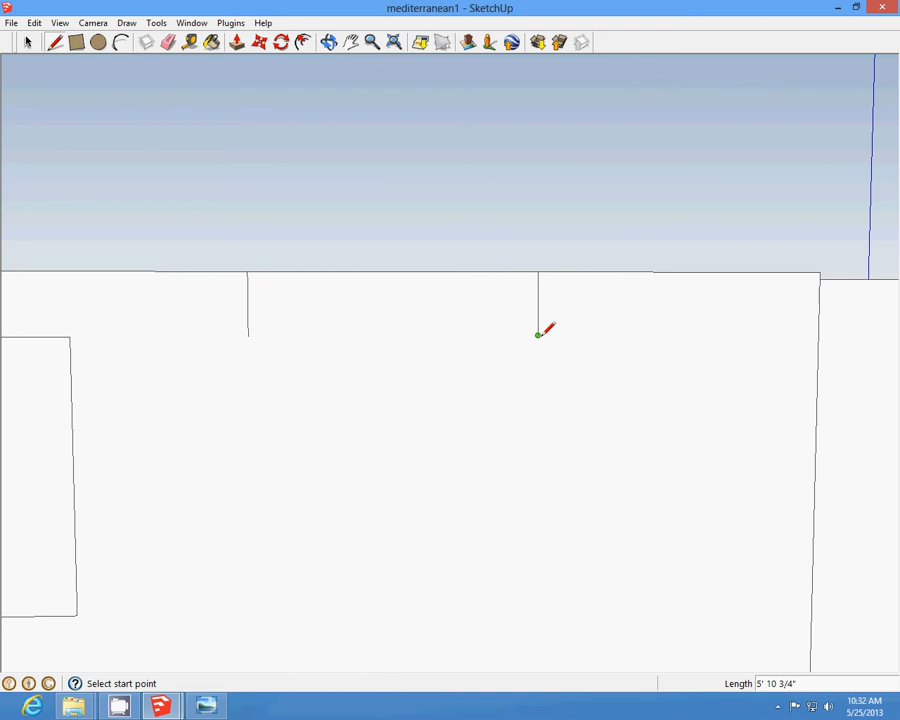 mediterranean1 - SketchUp
File Edit View Camera Draw Tools Window Plugins Help
Select start point Length 5' 10 3/4"
10:32 AM
5/25/2013